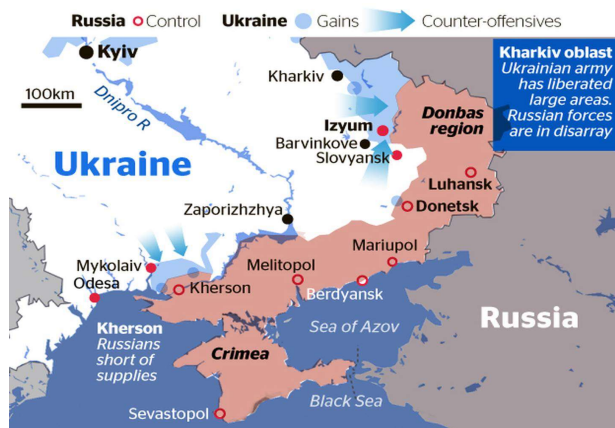 Russia Control Ukraine Gains Counter-offensives
Kyiv
100km
Dnipro R
Ukraine
Kharkiv
Kharkiv oblast
Ukrainian army
has liberated
large areas.
Russian forces
are in disarray
Donbas
region
Izyum
Barvinkove
Slovyansk
Luhansk
Donetsk
Zaporizhzhya
Mariupol
Mykolaiv
Odesa
Melitopol
Kherson
Berdyansk
Kherson
Russians
short of
supplies
Sea of Azov
Russia
Crimea
Black Sea
Sevastopol